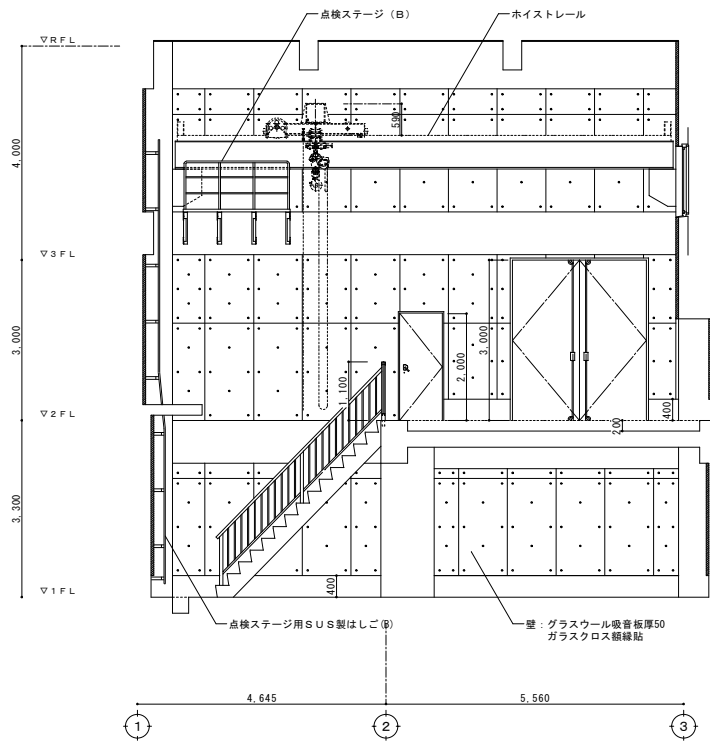 点検ステージ（B）
ホイストレール
▽RFL
590
4,000
▽3FL
3,000
3,000
2,000
1,100
400
▽2FL
200
3,300
400
▽1FL
点検ステージ用SUS製はしご(B)
壁：グラスウール吸音板厚50
ガラスクロス額縁貼
4,645
5,560
1
2
3